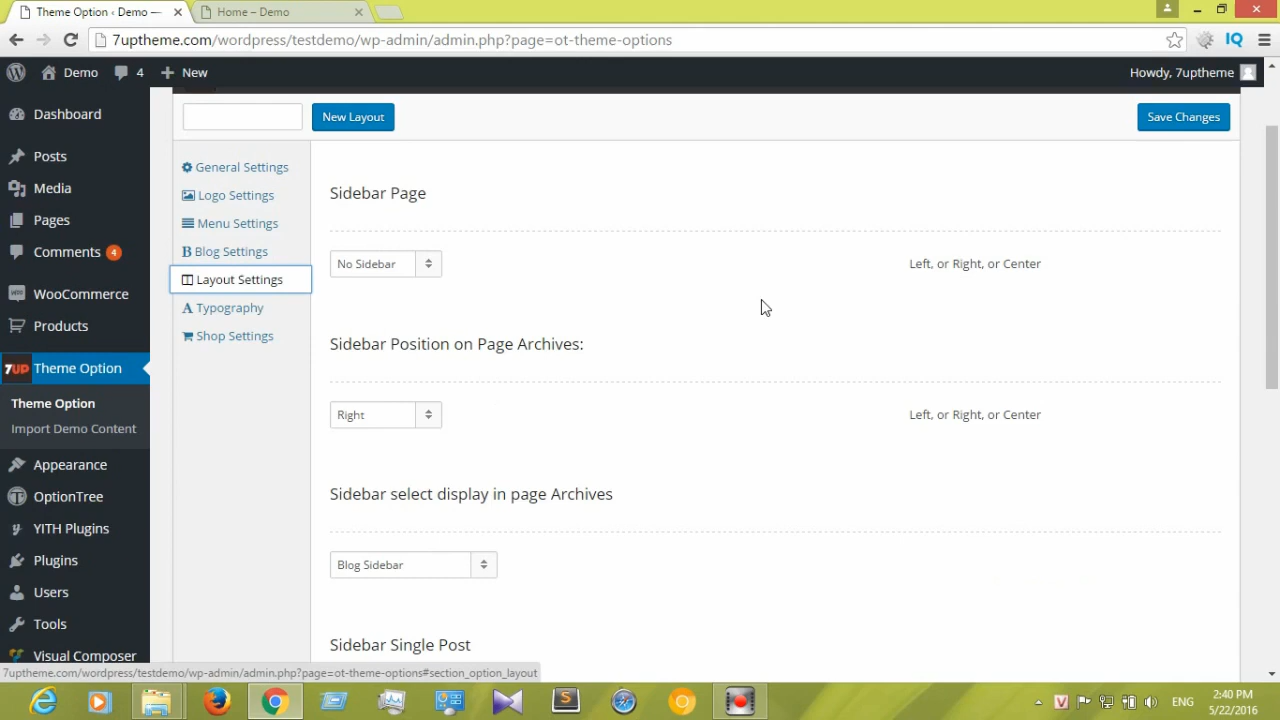 Theme Option ‹ Demo —
Home – Demo
7uptheme.com/wordpress/testdemo/wp-admin/admin.php?page=ot-theme-options
IQ
Demo
4
New
Howdy, 7uptheme
Dashboard
Posts
Media
Pages
Comments 4
WooCommerce
Products
7UP Theme Option
Theme Option
Import Demo Content
Appearance
OptionTree
YITH Plugins
Plugins
Users
Tools
Visual Composer
New Layout
Save Changes
General Settings
Logo Settings
Menu Settings
B Blog Settings
Layout Settings
A Typography
Shop Settings
Sidebar Page
No Sidebar
Left, or Right, or Center
Sidebar Position on Page Archives:
Right
Left, or Right, or Center
Sidebar select display in page Archives
Blog Sidebar
Sidebar Single Post
7uptheme.com/wordpress/testdemo/wp-admin/admin.php?page=ot-theme-options#section_option_layout
ENG
2:40 PM
5/22/2016